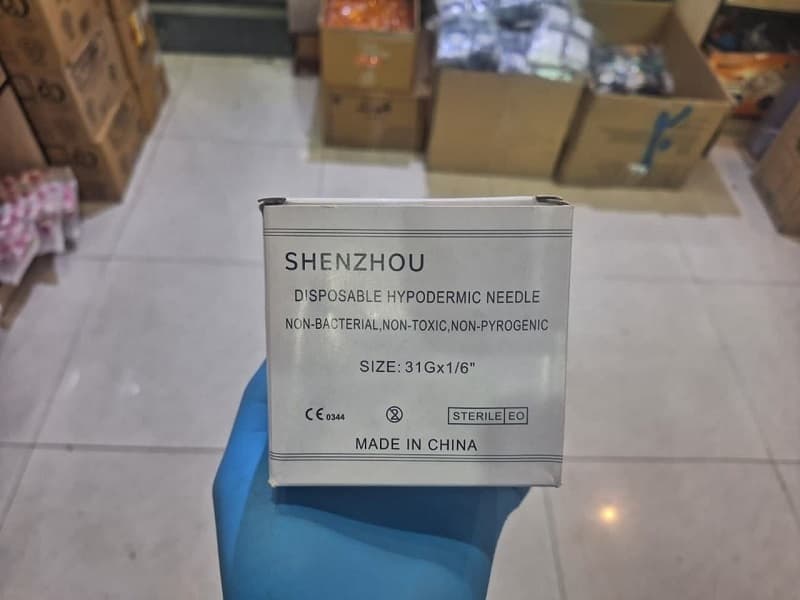 SHENZHOU
DISPOSABLE HYPODERMIC NEEDLE
NON-BACTERIAL,NON-TOXIC,NON-PYROGENIC
SIZE: 31Gx1/6"
CE 0344 2 STERILE EO
MADE IN CHINA